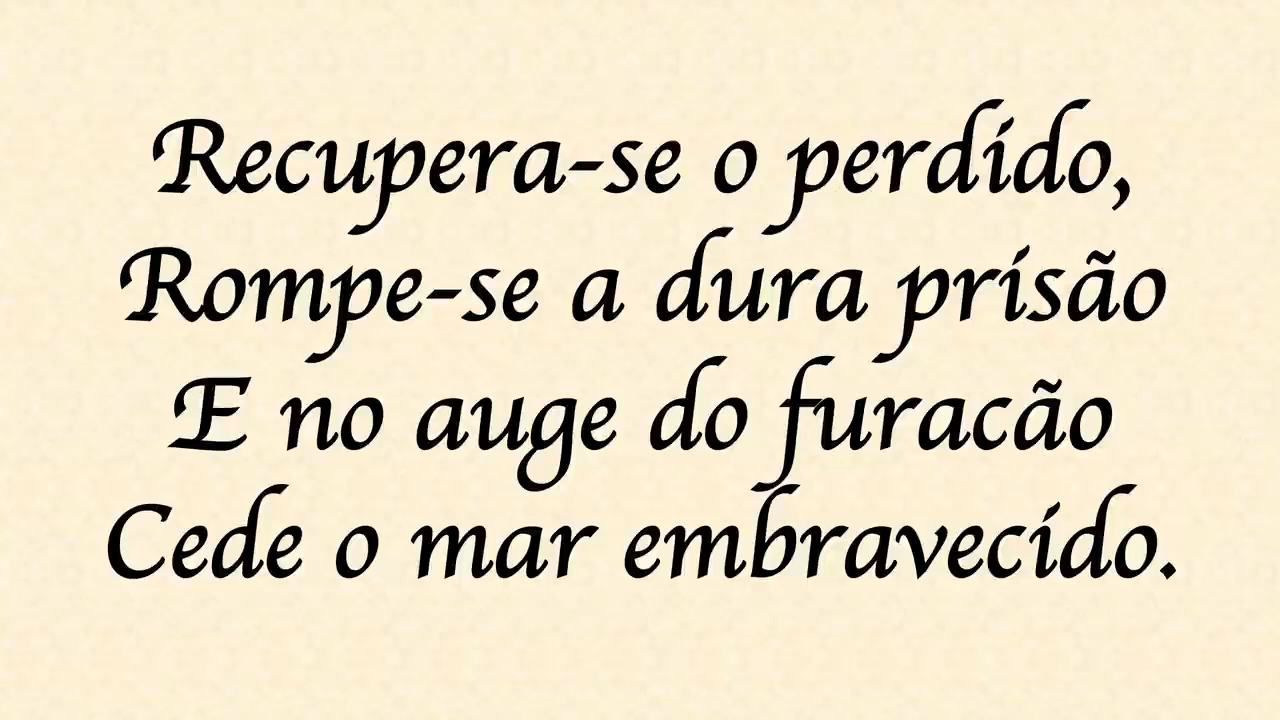 Recupera-se o perdido,
Rompe-se a dura prisão
E no auge do furacão
Cede o mar embravecido.